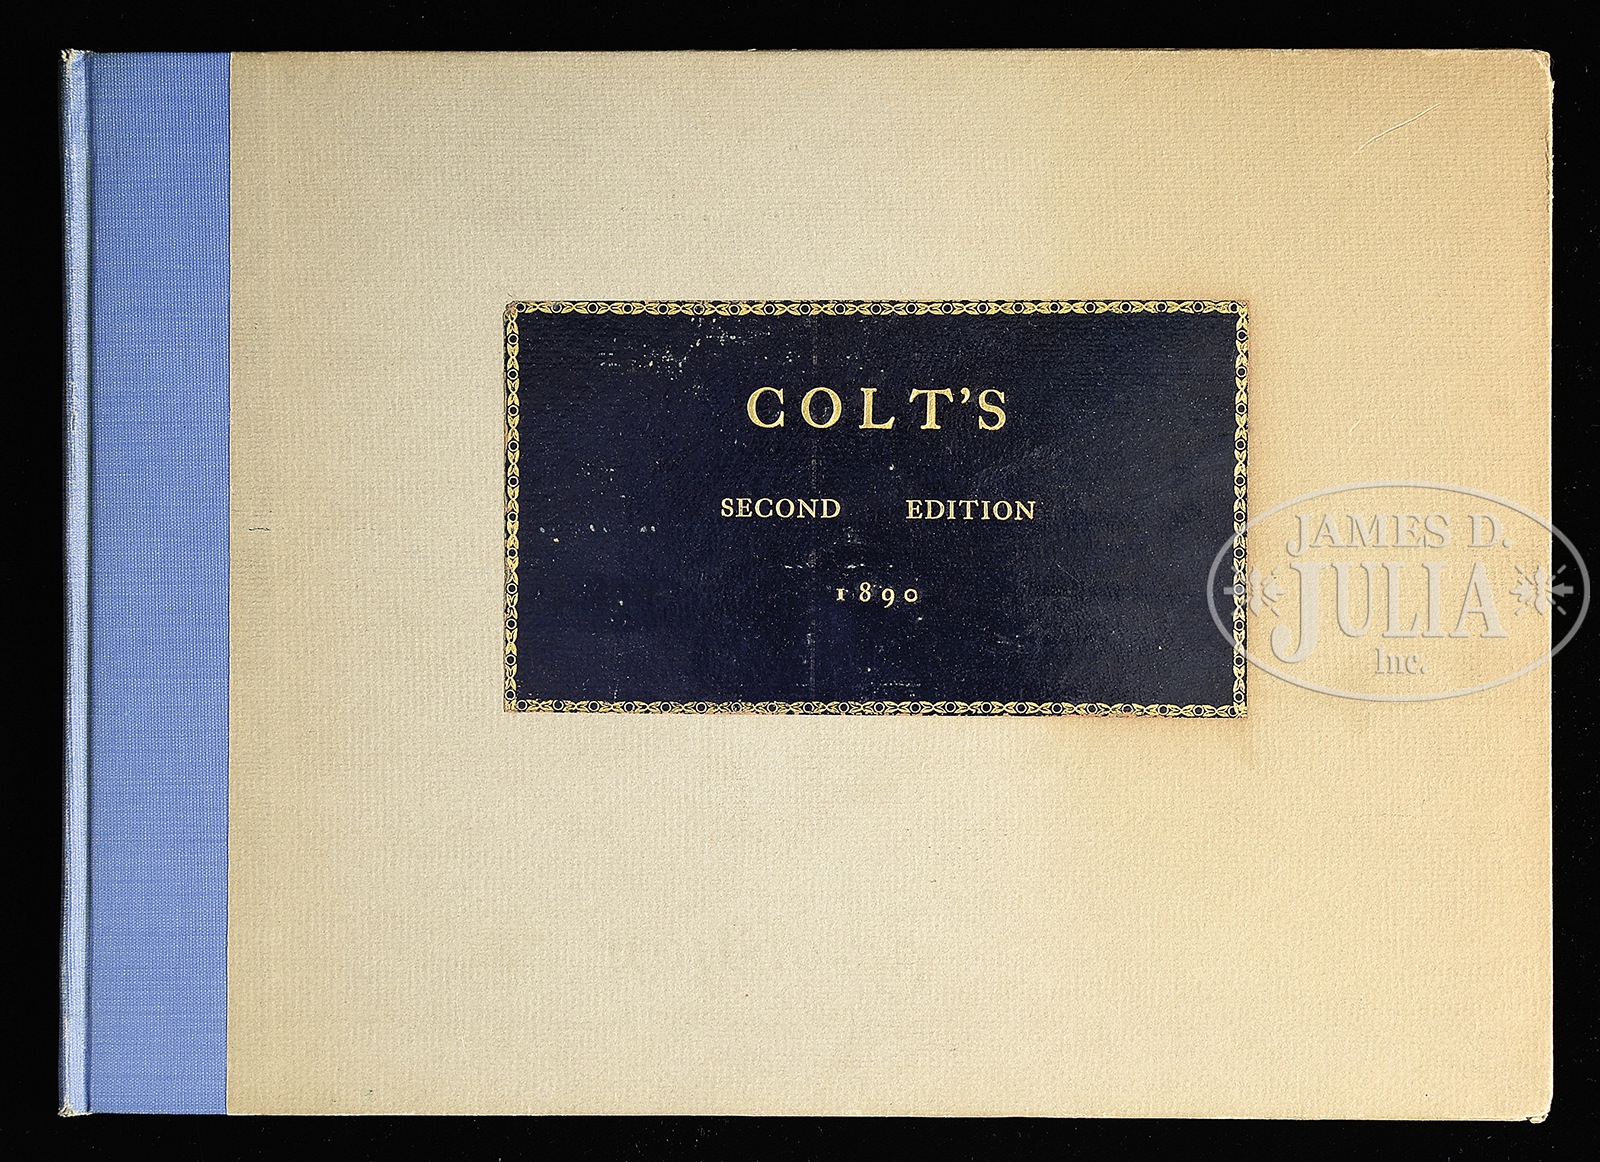 COLT'S
SECOND EDITION
1890
JAMES D.
JULIA
Inc.